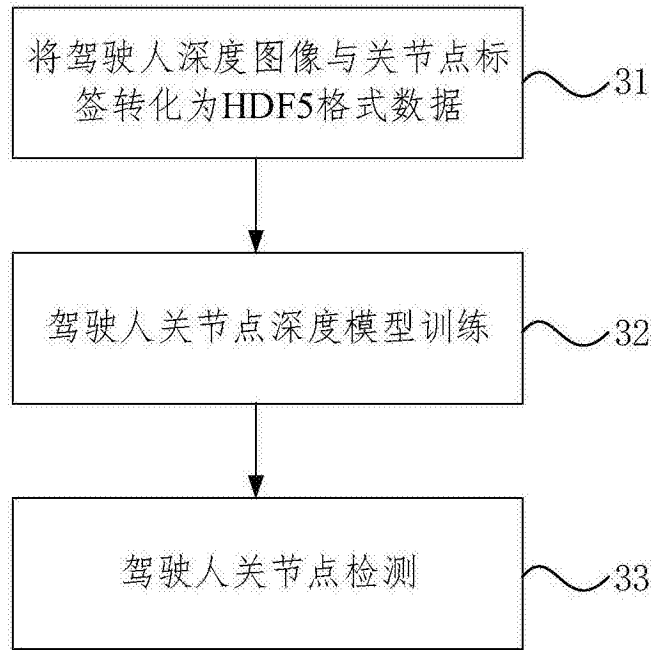 将驾驶人深度图像与关节点标
签转化为HDF5格式数据
31
驾驶人关节点深度模型训练
32
驾驶人关节点检测
33